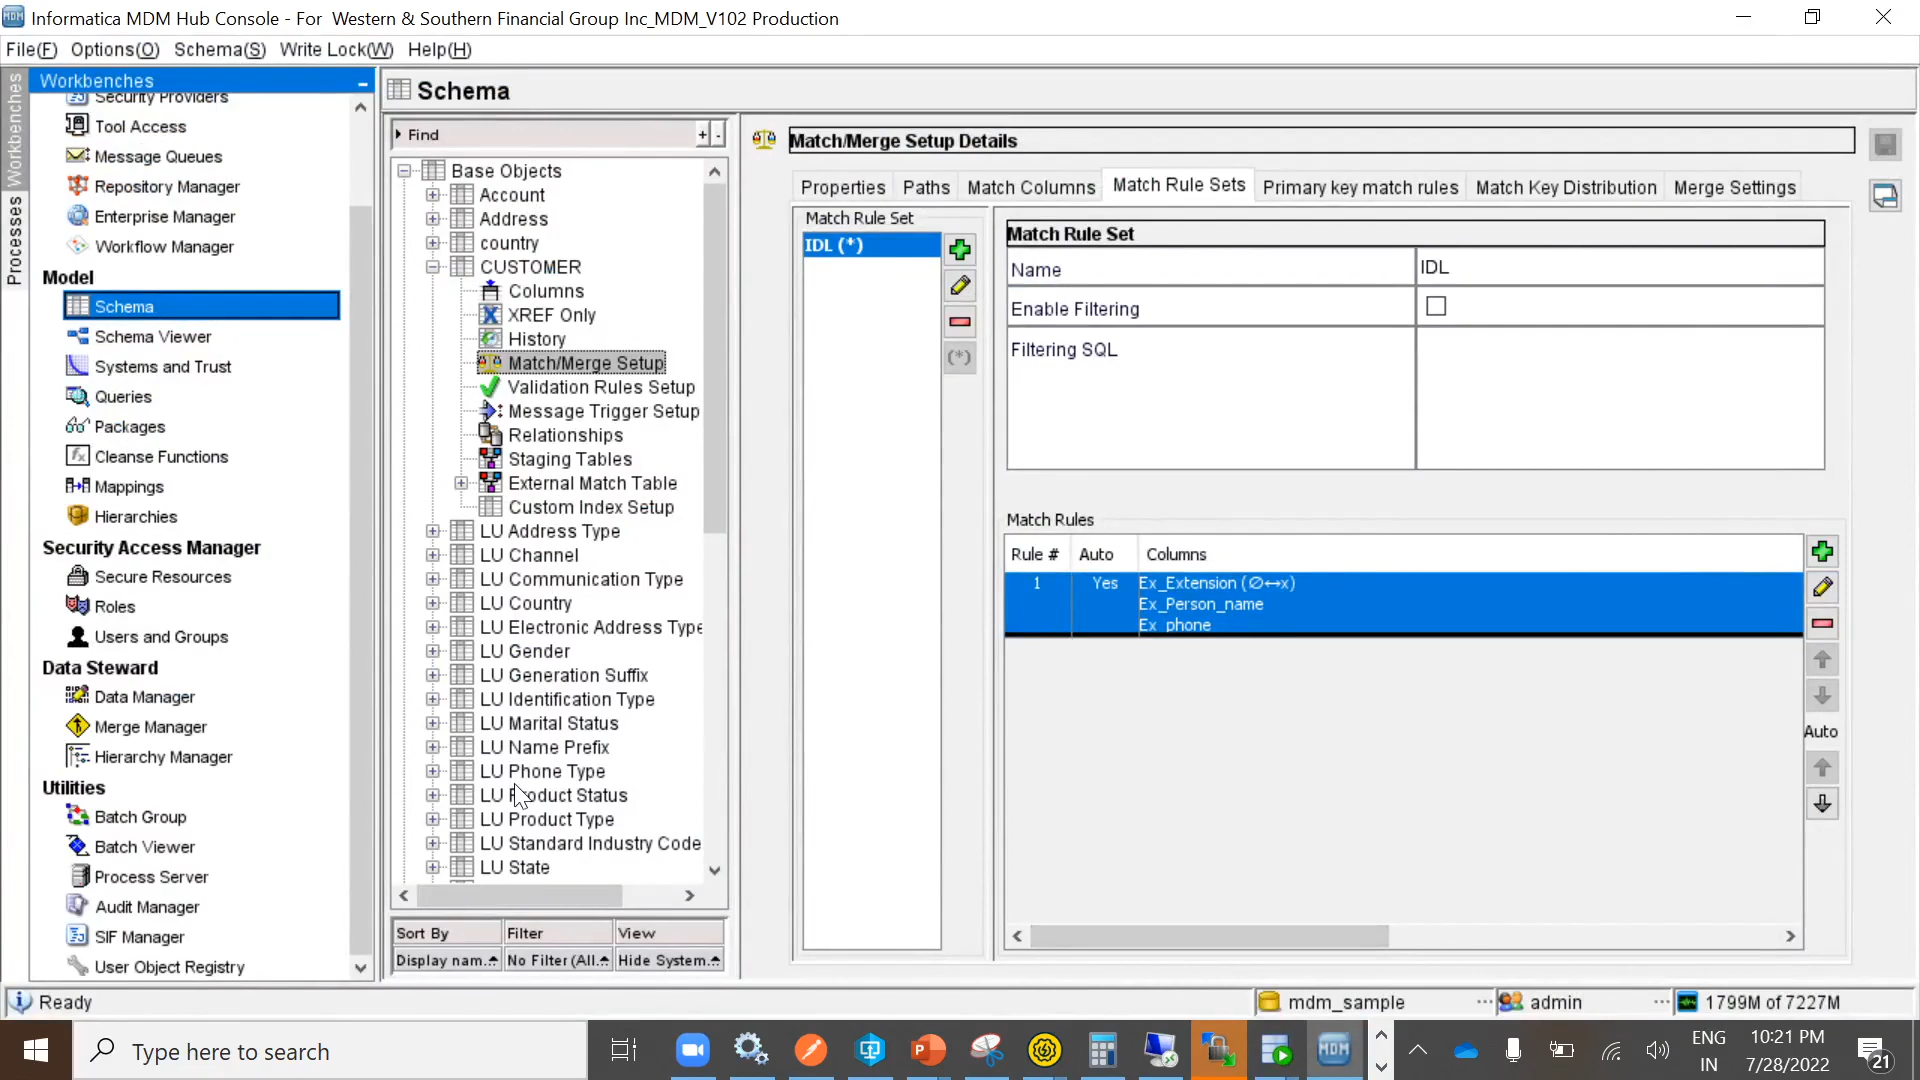 Informatica MDM Hub Console - For Western & Southern Financial Group Inc_MDM_V102 Production
File(F) Options(O) Schema(S) Write Lock(W) Help(H)
Workbenches
Processes
Workbenches
Security Providers
Tool Access
Message Queues
Repository Manager
Enterprise Manager
Workflow Manager
Model
Schema
Schema Viewer
Systems and Trust
Queries
Packages
Cleanse Functions
Mappings
Hierarchies
Security Access Manager
Secure Resources
Roles
Users and Groups
Data Steward
Data Manager
Merge Manager
Hierarchy Manager
Utilities
Batch Group
Batch Viewer
Process Server
Audit Manager
SIF Manager
User Object Registry
Schema
Find
Base Objects
Account
Address
country
CUSTOMER
Columns
XREF Only
History
Match/Merge Setup
Validation Rules Setup
Message Trigger Setup
Relationships
Staging Tables
External Match Table
Custom Index Setup
LU Address Type
LU Channel
LU Communication Type
LU Country
LU Electronic Address Type
LU Gender
LU Generation Suffix
LU Identification Type
LU Marital Status
LU Name Prefix
LU Phone Type
LU Product Status
LU Product Type
LU Standard Industry Code
LU State
Sort By Filter View
Display nam... No Filter (All... Hide System...
Match/Merge Setup Details
Properties Paths Match Columns Match Rule Sets Primary key match rules Match Key Distribution Merge Settings
Match Rule Set
IDL (*)
(*)
Match Rule Set
Name IDL
Enable Filtering
Filtering SQL
Match Rules
Rule # Auto Columns
1 Yes Ex_Extension (∅↔x)
Ex_Person_name
Ex_phone
Auto
Ready
mdm_sample ... admin ... 1799M of 7227M
Type here to search
MDM
ENG
IN
10:21 PM
7/28/2022
21